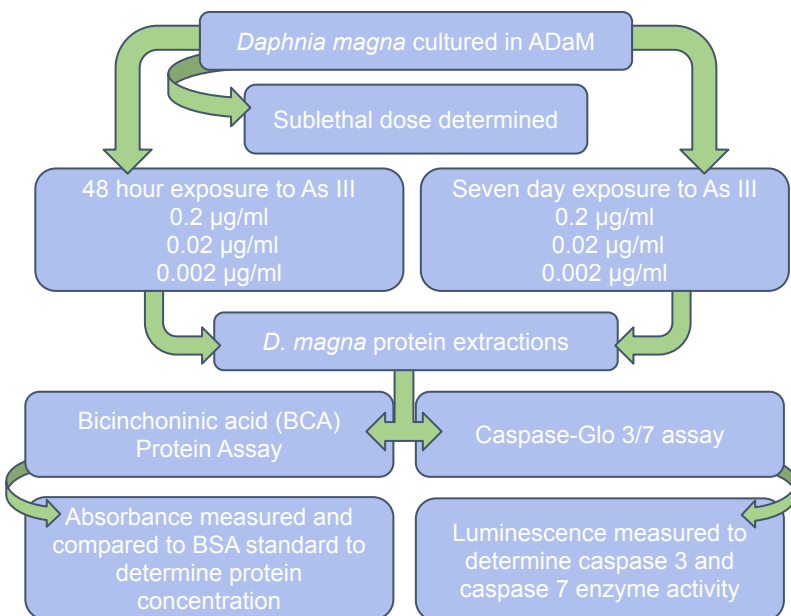 Daphnia magna cultured in ADaM
Sublethal dose determined
48 hour exposure to As III
0.2 µg/ml
0.02 µg/ml
0.002 µg/ml
Seven day exposure to As III
0.2 µg/ml
0.02 µg/ml
0.002 µg/ml
D. magna protein extractions
Bicinchoninic acid (BCA)
Protein Assay
Caspase-Glo 3/7 assay
Absorbance measured and
compared to BSA standard to
determine protein
concentration
Luminescence measured to
determine caspase 3 and
caspase 7 enzyme activity